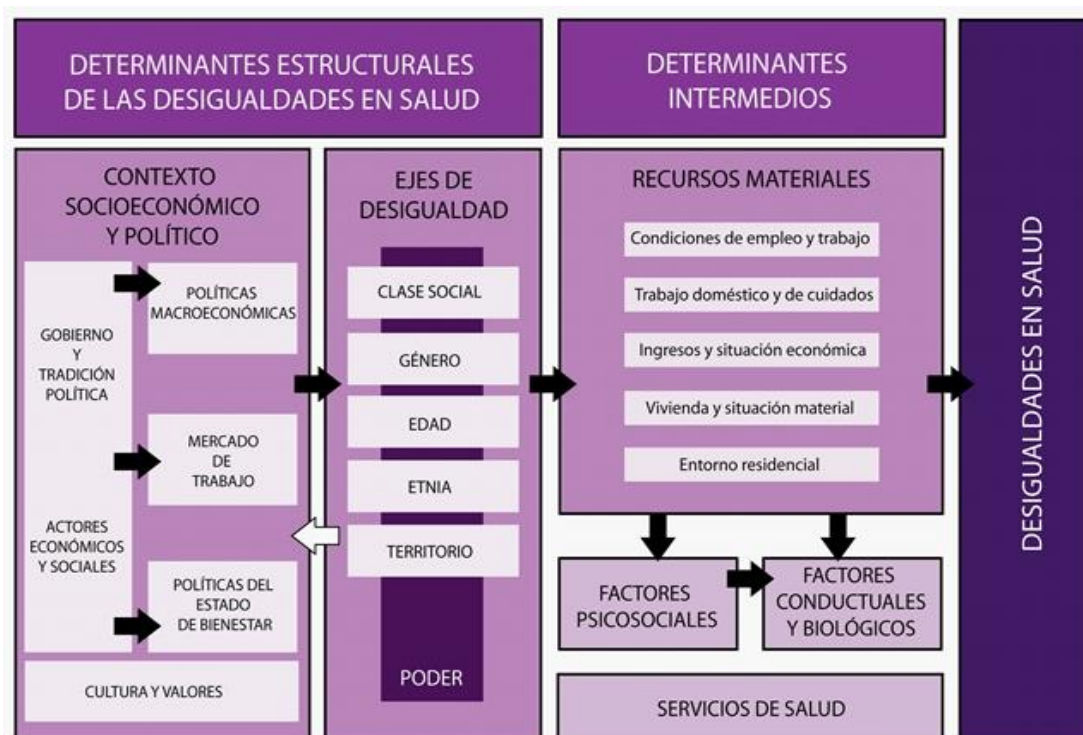 DETERMINANTES ESTRUCTURALES
DE LAS DESIGUALDADES EN SALUD
DETERMINANTES
INTERMEDIOS
CONTEXTO
SOCIOECONÓMICO
Y POLÍTICO
GOBIERNO
Y
TRADICIÓN
POLÍTICA
ACTORES
ECONÓMICOS
Y SOCIALES
POLÍTICAS
MACROECONÓMICAS
MERCADO
DE
TRABAJO
POLÍTICAS DEL
ESTADO
DE BIENESTAR
CULTURA Y VALORES
EJES DE
DESIGUALDAD
CLASE SOCIAL
GÉNERO
EDAD
ETNIA
TERRITORIO
PODER
RECURSOS MATERIALES
Condiciones de empleo y trabajo
Trabajo doméstico y de cuidados
Ingresos y situación económica
Vivienda y situación material
Entorno residencial
FACTORES
PSICOSOCIALES
FACTORES
CONDUCTUALES
Y BIOLÓGICOS
SERVICIOS DE SALUD
DESIGUALDADES EN SALUD